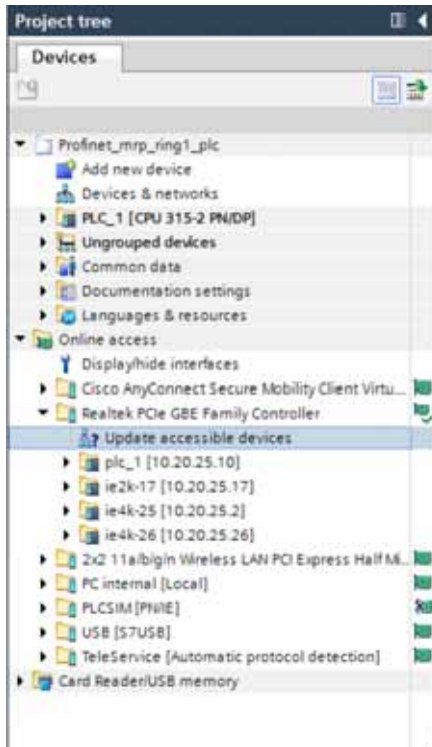 Project tree
Devices
Profinet_mrp_ring1_plc
Add new device
Devices & networks
PLC_1 [CPU 315-2 PN/DP]
Ungrouped devices
Common data
Documentation settings
Languages & resources
Online access
Display/hide interfaces
Cisco AnyConnect Secure Mobility Client Virtu...
Realtek PCIe GBE Family Controller
Update accessible devices
plc_1 [10.20.25.10]
ie2k-17 [10.20.25.17]
ie4k-25 [10.20.25.2]
ie4k-26 [10.20.25.26]
2x2 11a/b/g/n Wireless LAN PCI Express Half Mi...
PC internal [Local]
PLCSIM [PN/IE]
USB [S7USB]
TeleService [Automatic protocol detection]
Card Reader/USB memory